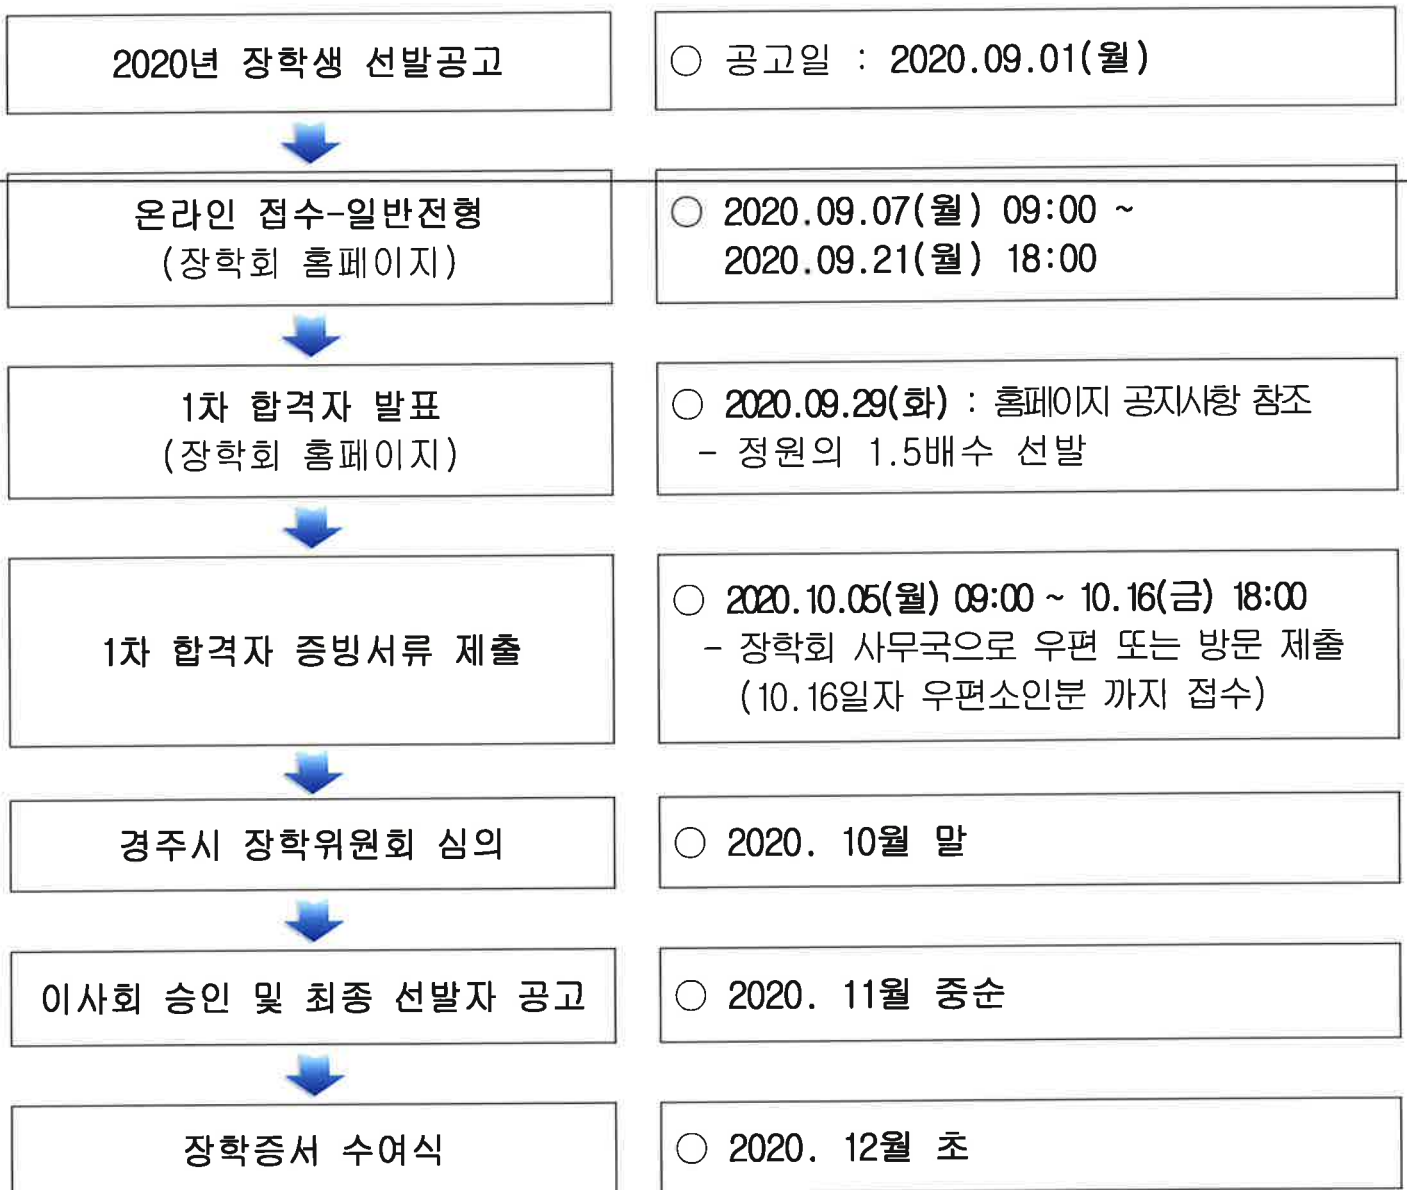 2020년 장학생 선발공고
○ 공고일 : 2020.09.01(월)
온라인 접수-일반전형
(장학회 홈페이지)
○ 2020.09.07(월) 09:00 ~
2020.09.21(월) 18:00
1차 합격자 발표
(장학회 홈페이지)
○ 2020.09.29(화) : 홈페이지 공지사항 참조
- 정원의 1.5배수 선발
1차 합격자 증빙서류 제출
○ 2020.10.05(월) 09:00 ~ 10.16(금) 18:00
- 장학회 사무국으로 우편 또는 방문 제출
(10.16일자 우편소인분 까지 접수)
경주시 장학위원회 심의
○ 2020. 10월 말
이사회 승인 및 최종 선발자 공고
○ 2020. 11월 중순
장학증서 수여식
○ 2020. 12월 초